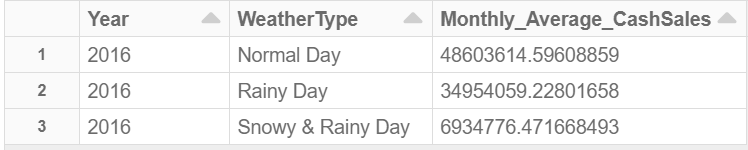 Year WeatherType Monthly_Average_CashSales
1 2016 Normal Day 48603614.59608859
2 2016 Rainy Day 34954059.22801658
3 2016 Snowy & Rainy Day 6934776.471668493